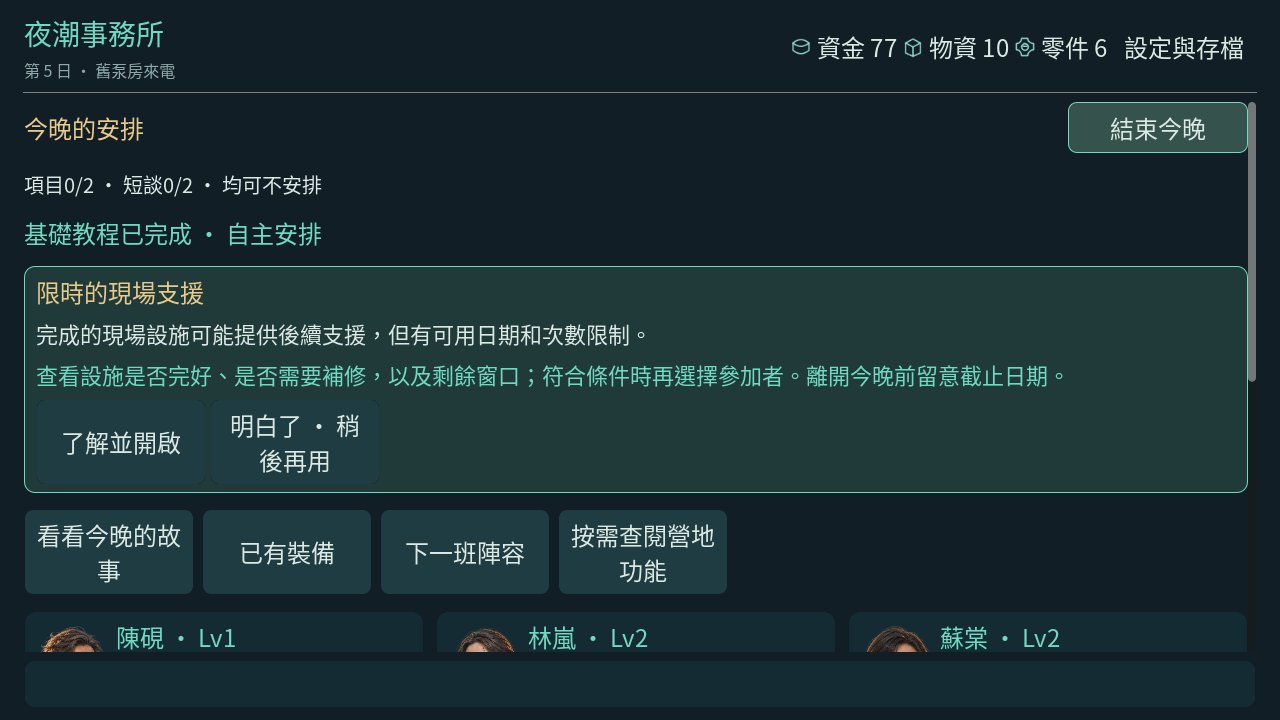 夜潮事務所
第 5 日 · 舊泵房來電
資金 77 物資 10 零件 6 設定與存檔
今晚的安排
結束今晚
項目0/2 · 短談0/2 · 均可不安排
基礎教程已完成 · 自主安排
限時的現場支援
完成的現場設施可能提供後續支援，但有可用日期和次數限制。
查看設施是否完好、是否需要補修，以及剩餘窗口；符合條件時再選擇參加者。離開今晚前留意截止日期。
了解並開啟
明白了 · 稍
後再用
看看今晚的故
事
已有裝備
下一班陣容
按需查閱營地
功能
陳硯 · Lv1
林嵐 · Lv2
蘇棠 · Lv2